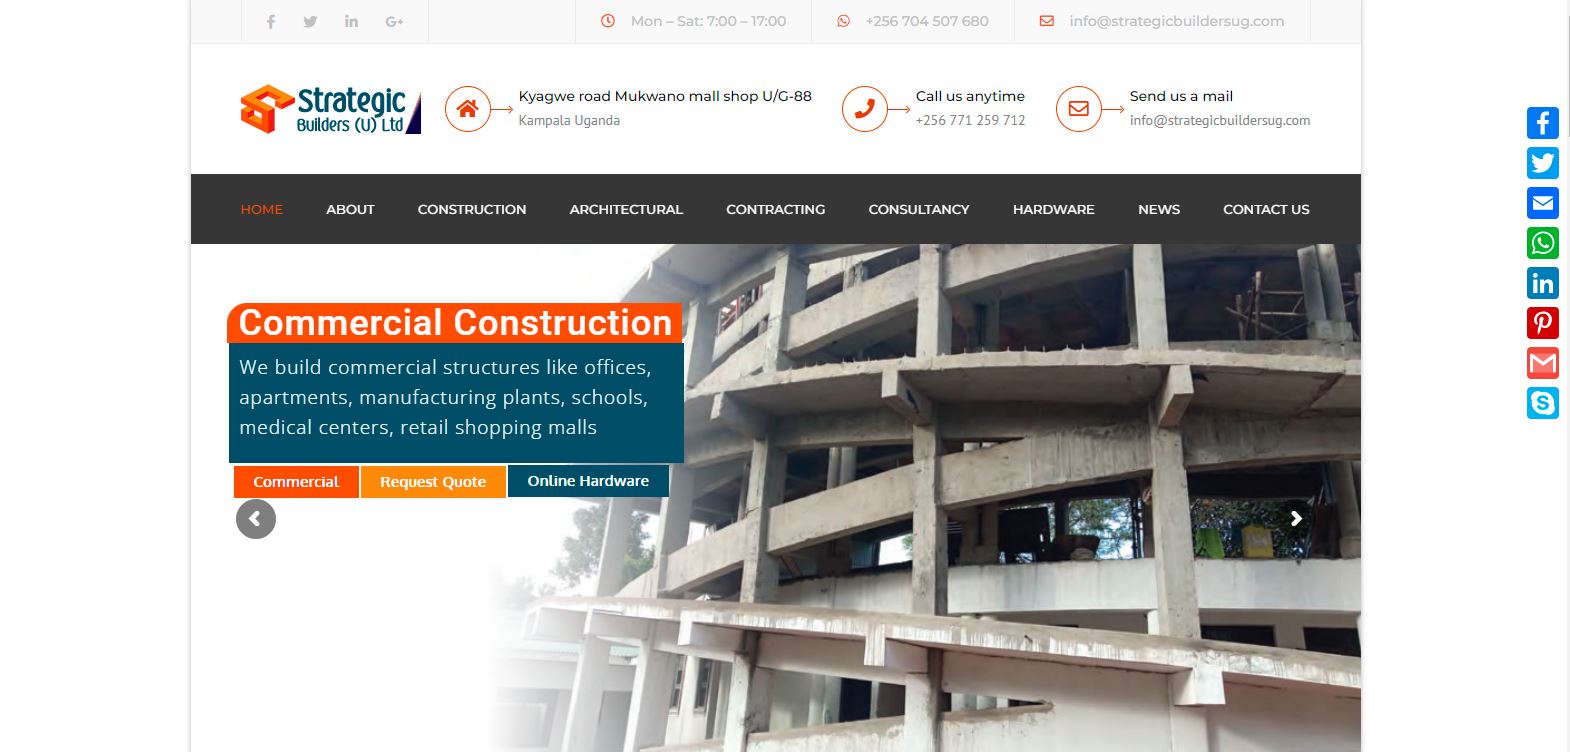 Mon – Sat: 7:00 – 17:00
+256 704 507 680
info@strategicbuildersug.com
Strategic
Builders (U) Ltd
Kyagwe road Mukwano mall shop U/G-88
Kampala Uganda
Call us anytime
+256 771 259 712
Send us a mail
info@strategicbuildersug.com
HOME ABOUT CONSTRUCTION ARCHITECTURAL CONTRACTING CONSULTANCY HARDWARE NEWS CONTACT US
Commercial Construction
We build commercial structures like offices,
apartments, manufacturing plants, schools,
medical centers, retail shopping malls
Commercial Request Quote Online Hardware